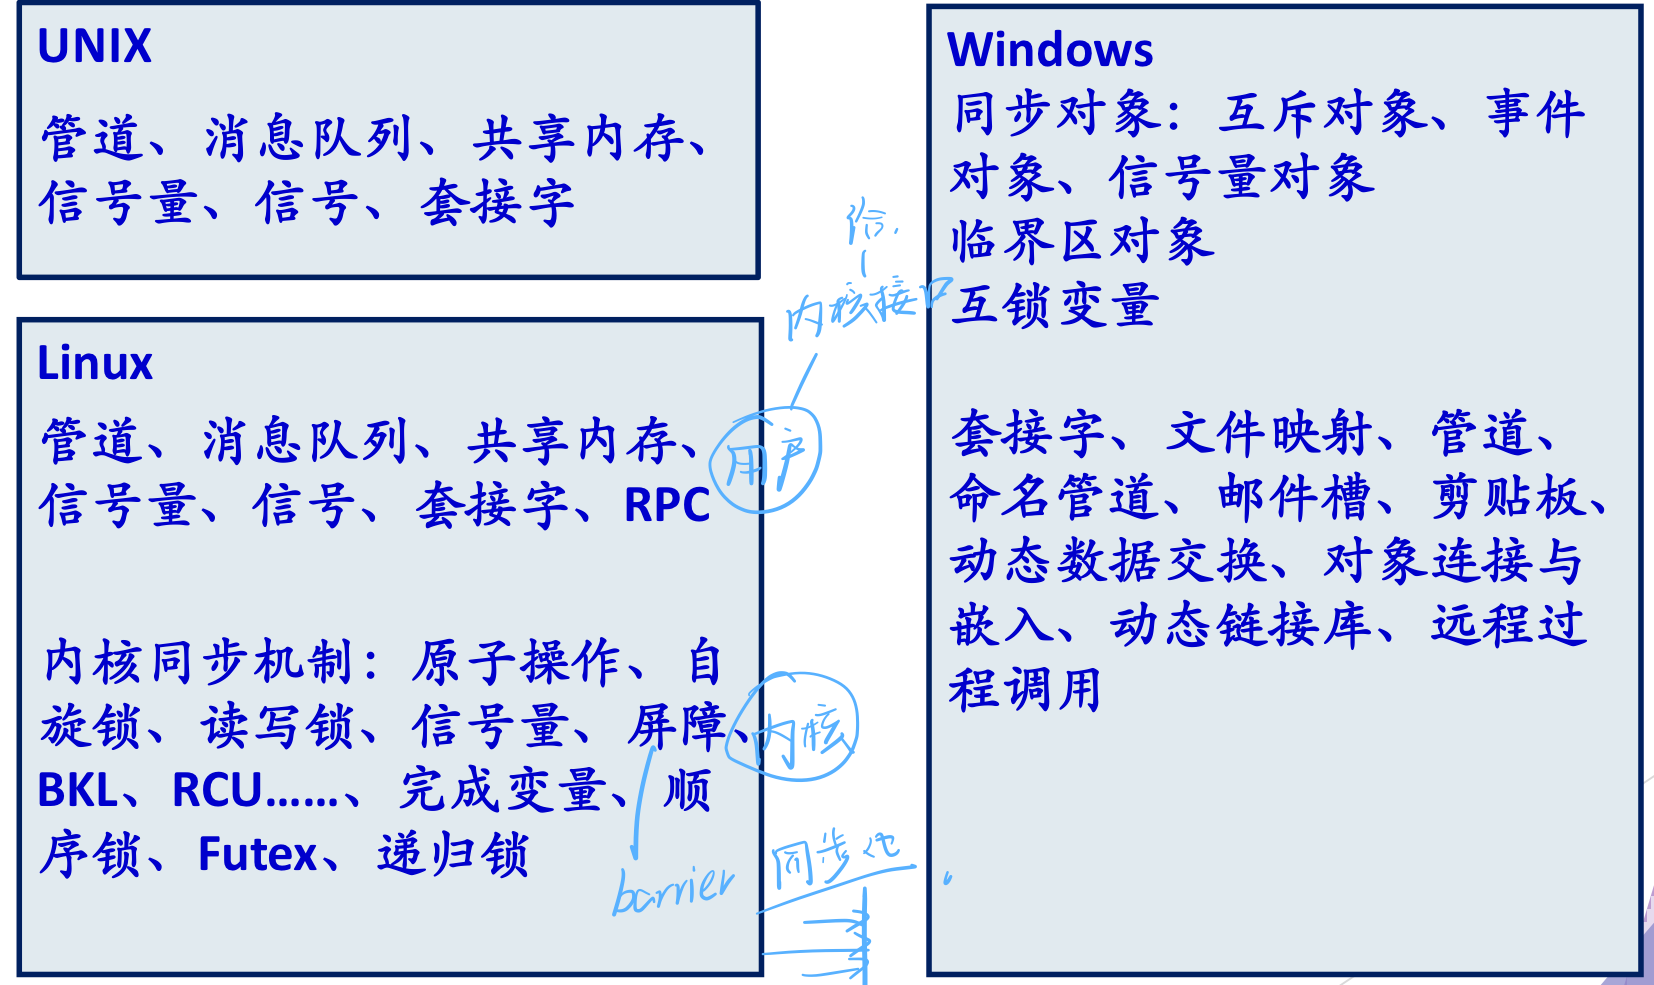 UNIX
管道、消息队列、共享内存、
信号量、信号、套接字
Linux
管道、消息队列、共享内存、
信号量、信号、套接字、RPC
内核同步机制：原子操作、自
旋锁、读写锁、信号量、屏障、
BKL、RCU……、完成变量、顺
序锁、Futex、递归锁
内核接口
用户
内核
barrier
Windows
同步对象：互斥对象、事件
对象、信号量对象
临界区对象
互锁变量
套接字、文件映射、管道、
命名管道、邮件槽、剪贴板、
动态数据交换、对象连接与
嵌入、动态链接库、远程过
程调用